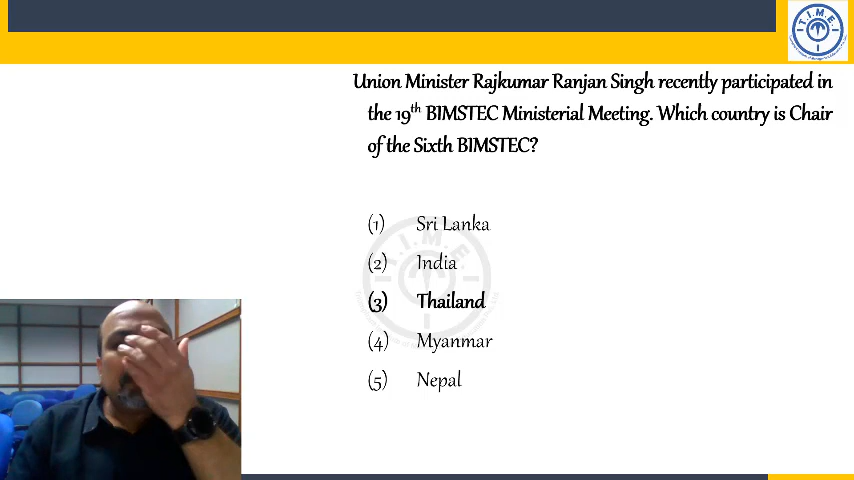 T.I.M.E.
Union Minister Rajkumar Ranjan Singh recently participated in
the 19th BIMSTEC Ministerial Meeting. Which country is Chair
of the Sixth BIMSTEC?
(1) Sri Lanka
(2) India
(3) Thailand
(4) Myanmar
(5) Nepal